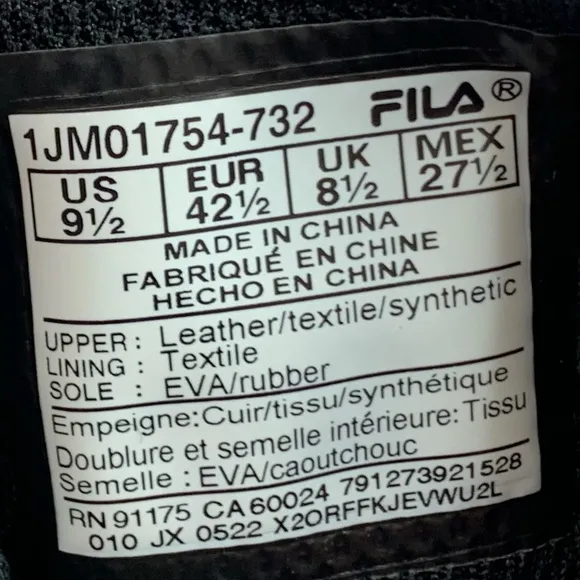 1JM01754-732 FILA®
US EUR UK MEX
9½ 42½ 8½ 27½
MADE IN CHINA
FABRIQUÉ EN CHINE
HECHO EN CHINA
UPPER: Leather/textile/synthetic
LINING : Textile
SOLE : EVA/rubber
Empeigne:Cuir/tissu/synthétique
Doublure et semelle intérieure: Tissu
Semelle : EVA/caoutchouc
RN 91175 CA 60024 791273921528
010 JX 0522 X2ORFFKJEVWU2L